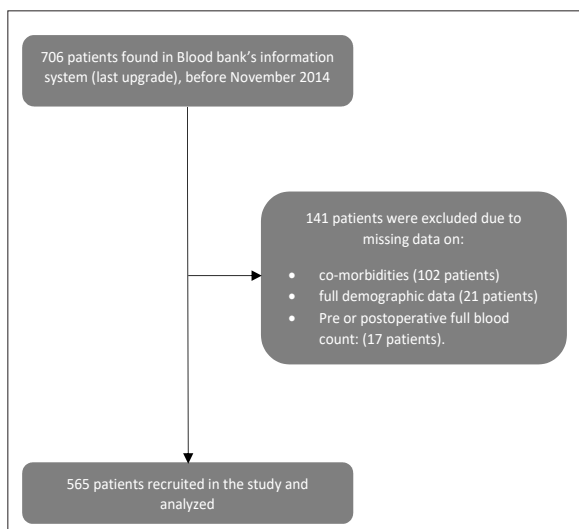 706 patients found in Blood bank's information
system (last upgrade), before November 2014
141 patients were excluded due to
missing data on:
• co-morbidities (102 patients)
• full demographic data (21 patients)
• Pre or postoperative full blood
count: (17 patients).
565 patients recruited in the study and
analyzed